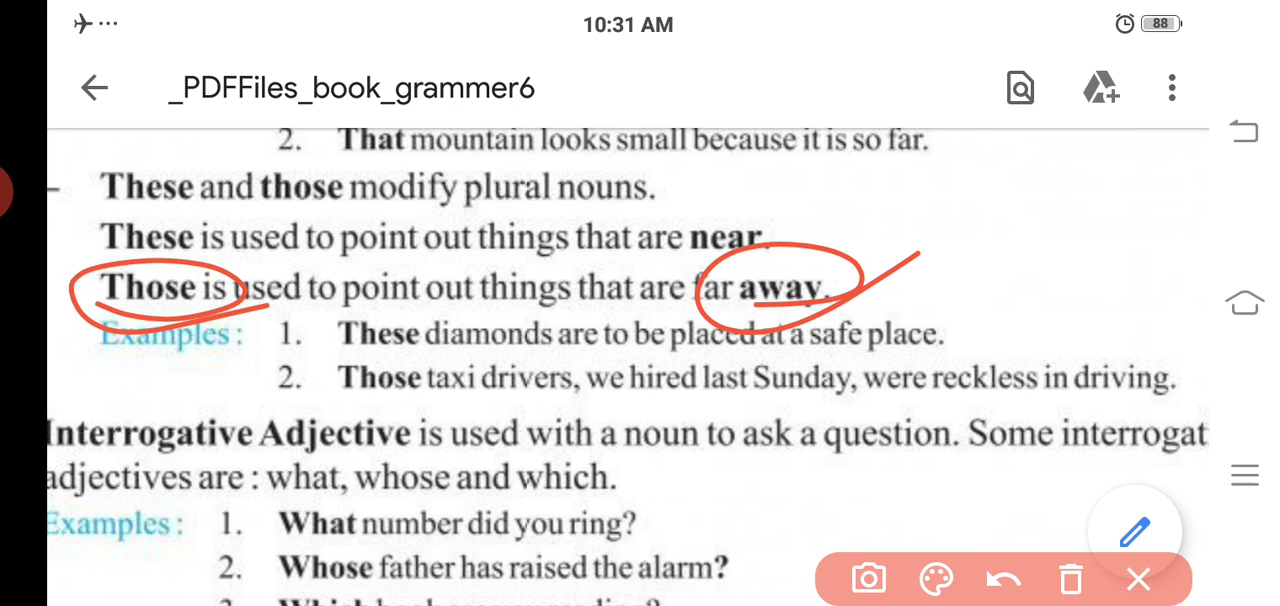 10:31 AM
88
_PDFFiles_book_grammer6
2. That mountain looks small because it is so far.
– These and those modify plural nouns.
These is used to point out things that are near.
Those is used to point out things that are far away.
Examples : 1. These diamonds are to be placed at a safe place.
2. Those taxi drivers, we hired last Sunday, were reckless in driving.
Interrogative Adjective is used with a noun to ask a question. Some interrogat
adjectives are : what, whose and which.
Examples : 1. What number did you ring?
2. Whose father has raised the alarm?